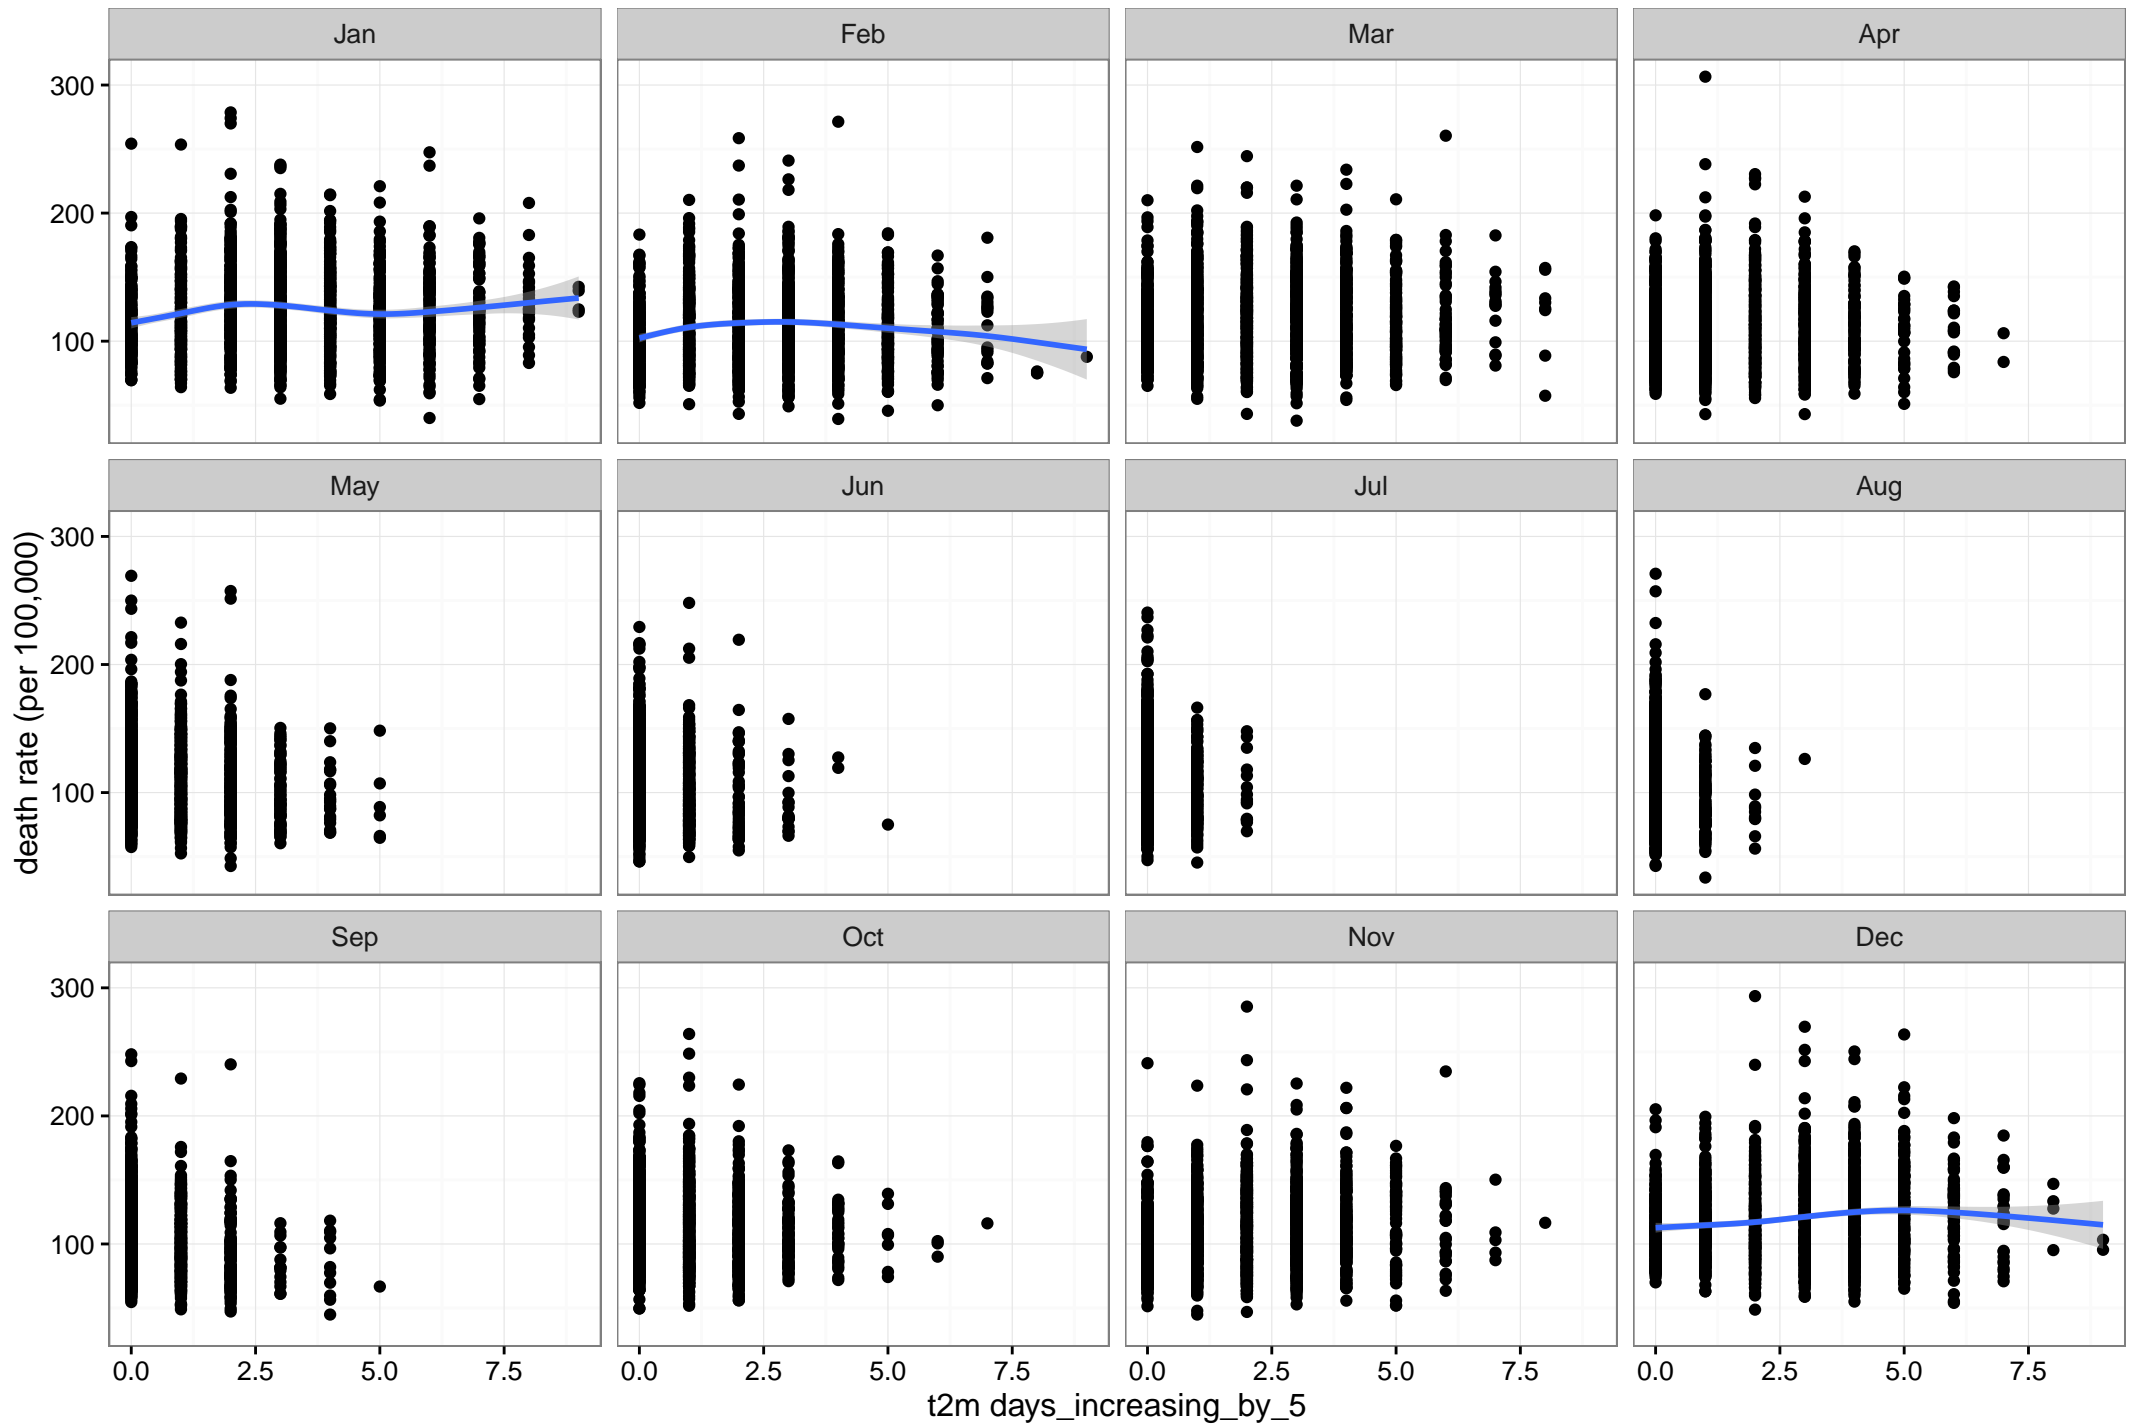 Jan Feb Mar Apr
300
200
100
May Jun Jul Aug
300
200
100
death rate (per 100,000)
Sep Oct Nov Dec
300
200
100
0.0 2.5 5.0 7.5 0.0 2.5 5.0 7.5 0.0 2.5 5.0 7.5 0.0 2.5 5.0 7.5
t2m days_increasing_by_5